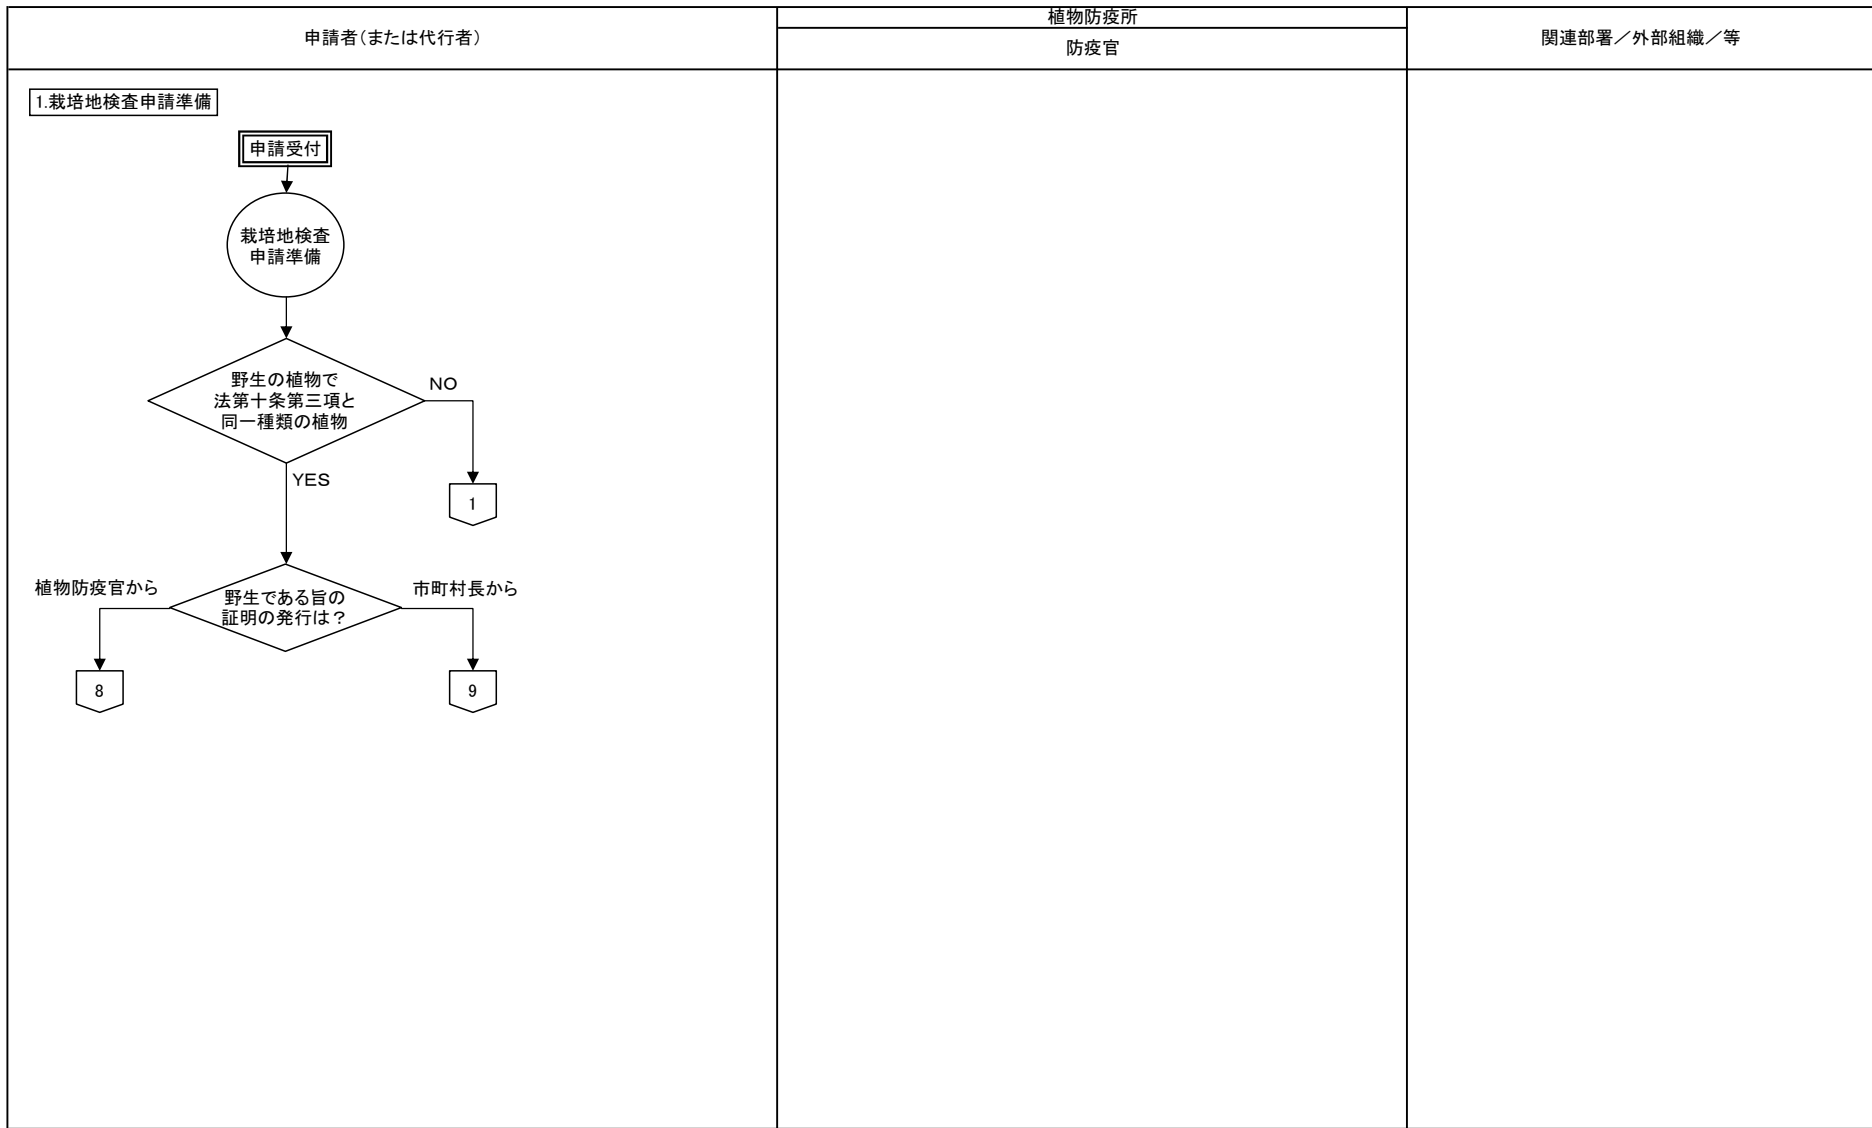 申請者(または代行者)
植物防疫所
防疫官
関連部署／外部組織／等
1.栽培地検査申請準備
申請受付
栽培地検査
申請準備
野生の植物で
法第十条第三項と
同一種類の植物
NO
YES
1
植物防疫官から
野生である旨の
証明の発行は？
市町村長から
8
9